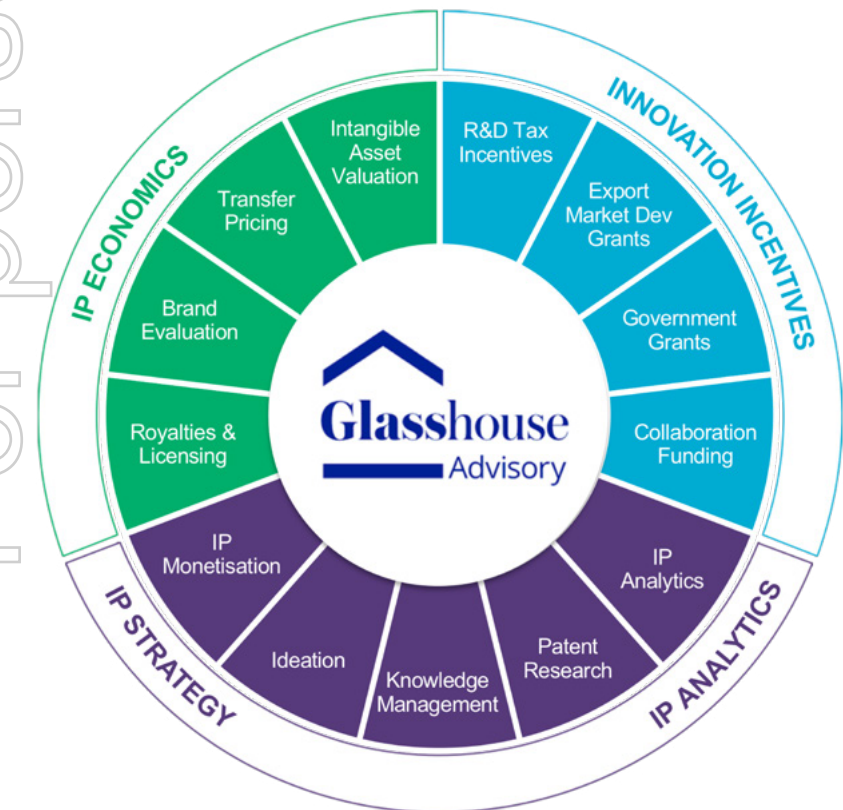 IP ECONOMICS
INNOVATION INCENTIVES
Intangible
Asset
Valuation
R&D Tax
Incentives
Transfer
Pricing
Export
Market Dev
Grants
Brand
Evaluation
Government
Grants
Royalties &
Licensing
Collaboration
Funding
Glasshouse
Advisory
IP
Monetisation
IP
Analytics
Ideation
Knowledge
Management
Patent
Research
IP STRATEGY
IP ANALYTICS